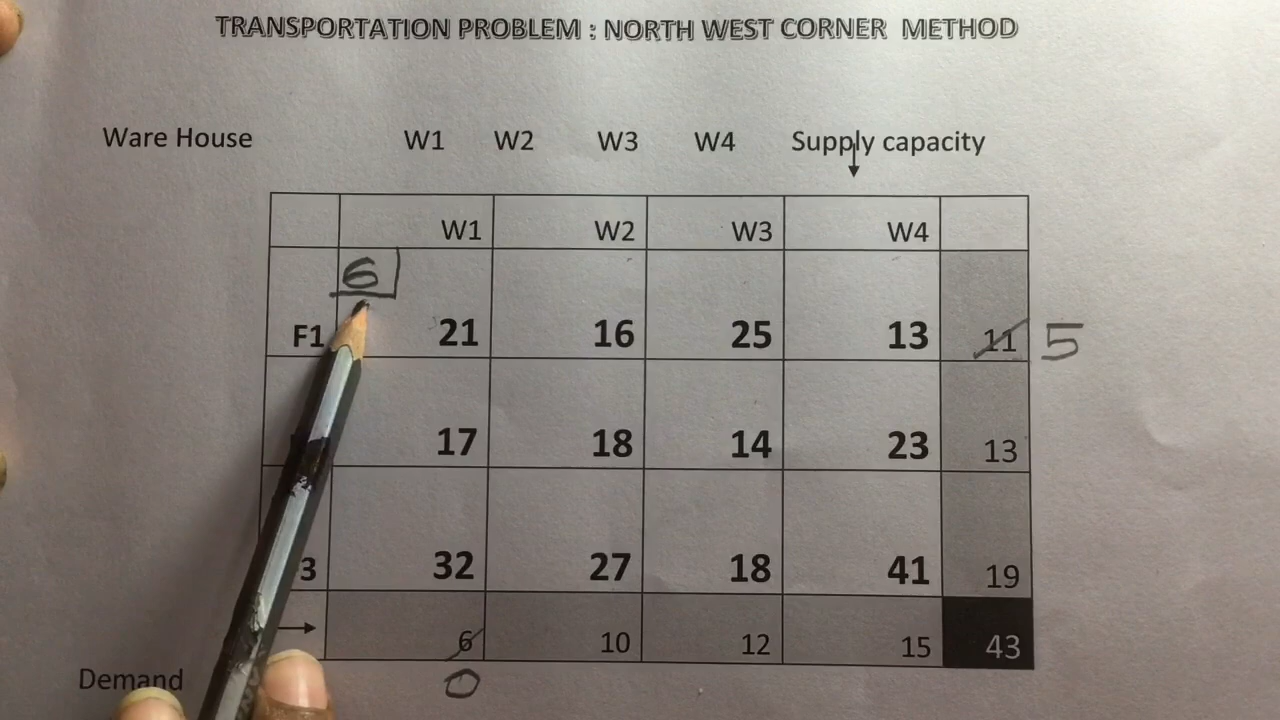 TRANSPORTATION PROBLEM : NORTH WEST CORNER METHOD
Ware House W1 W2 W3 W4 Supply capacity
W1 W2 W3 W4
6
F1 21 16 25 13 11 5
17 18 14 23 13
3 32 27 18 41 19
6 10 12 15 43
Demand 0